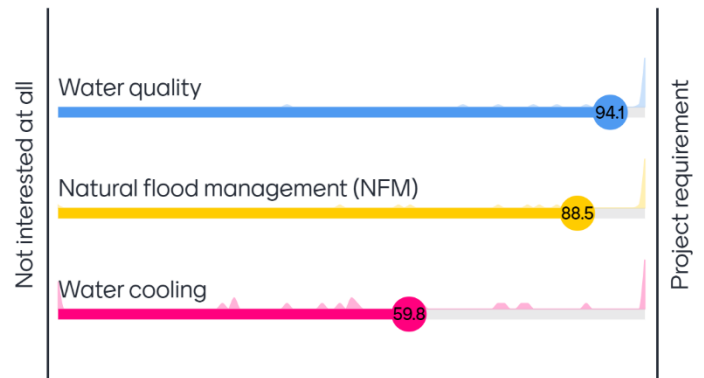 Not interested at all
Water quality
94.1
Natural flood management (NFM)
88.5
Water cooling
59.8
Project requirement